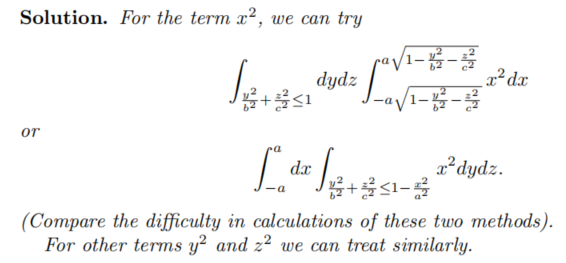 Solution. For the term x², we can try
∫_{y²/b² + z²/c² ≤ 1} dydz ∫_{-a√(1 − y²/b² − z²/c²)}^{a√(1 − y²/b² − z²/c²)} x² dx
or
∫_{-a}^{a} dx ∫_{y²/b² + z²/c² ≤ 1 − x²/a²} x² dydz.
(Compare the difficulty in calculations of these two methods).
For other terms y² and z² we can treat similarly.